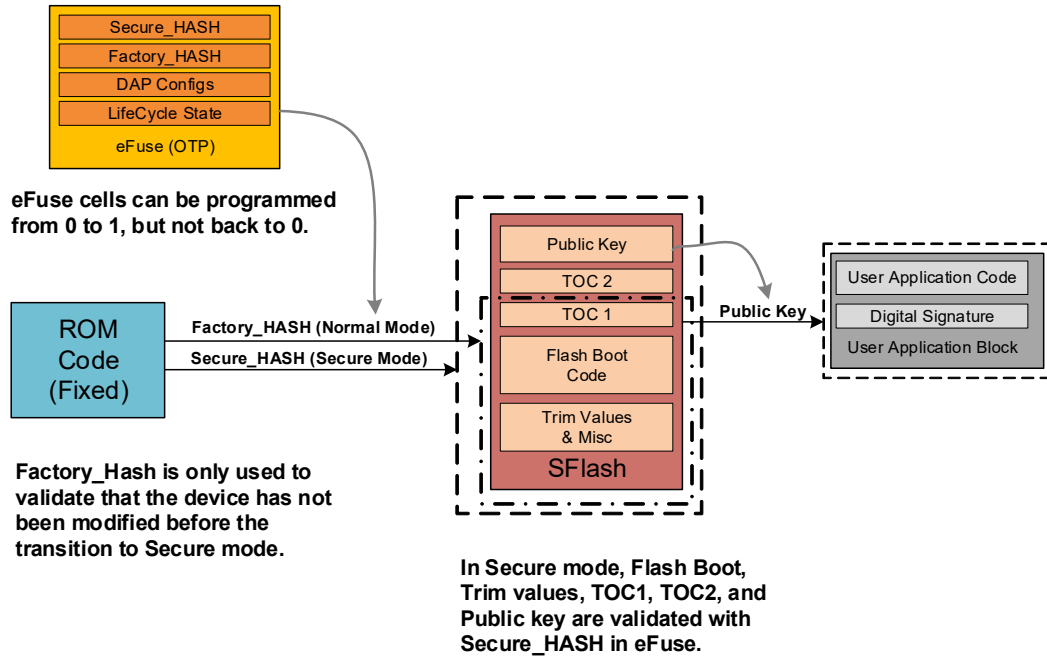 Secure_HASH
Factory_HASH
DAP Configs
LifeCycle State
eFuse (OTP)
eFuse cells can be programmed
from 0 to 1, but not back to 0.
ROM
Code
(Fixed)
Factory_HASH (Normal Mode)
Secure_HASH (Secure Mode)
Factory_Hash is only used to
validate that the device has not
been modified before the
transition to Secure mode.
Public Key
TOC 2
TOC 1
Flash Boot
Code
Trim Values
& Misc
SFlash
In Secure mode, Flash Boot,
Trim values, TOC1, TOC2, and
Public key are validated with
Secure_HASH in eFuse.
Public Key
User Application Code
Digital Signature
User Application Block